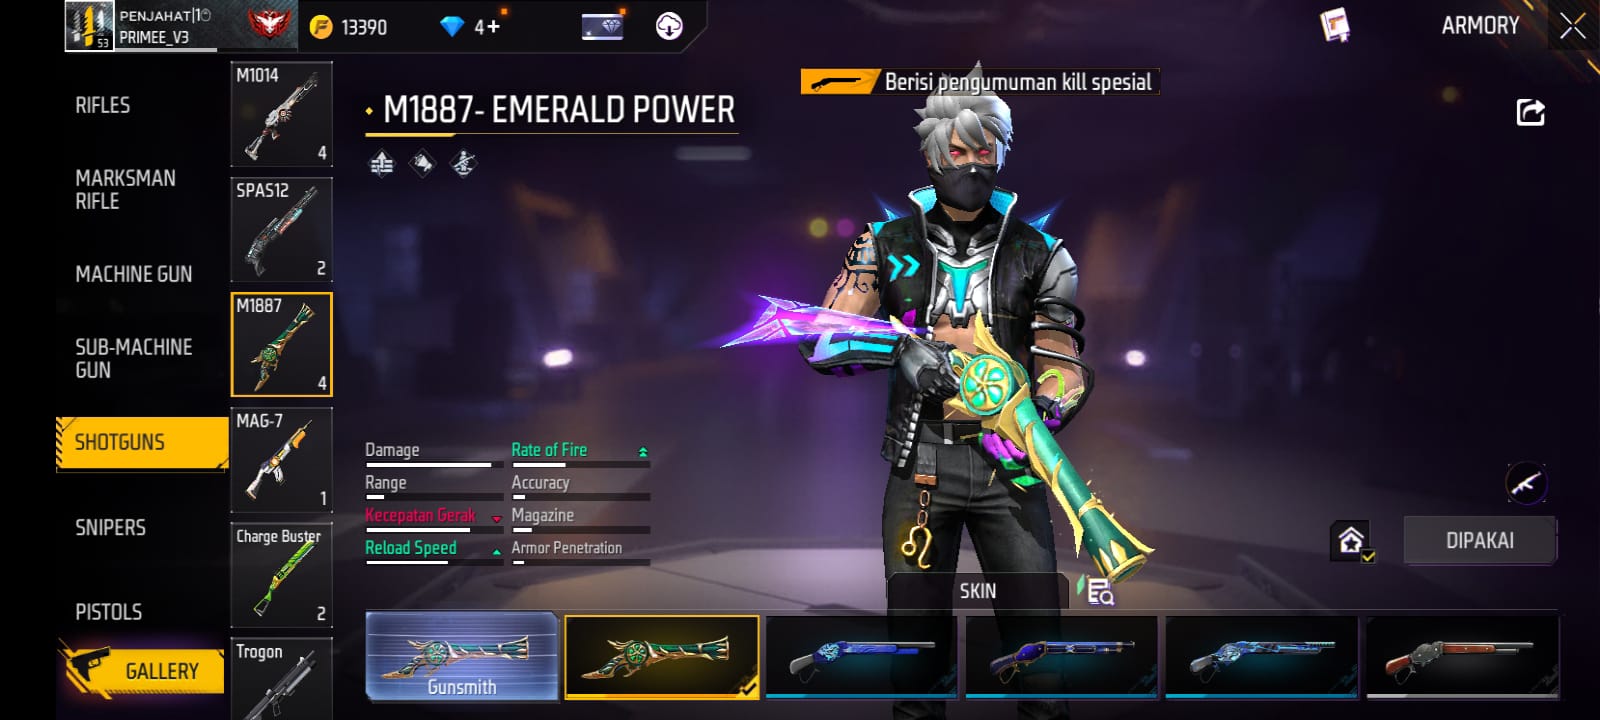 PENJAHAT|1
53
PRIMEE_V3
13390
4+
ARMORY
RIFLES
MARKSMAN
RIFLE
MACHINE GUN
SUB-MACHINE
GUN
SHOTGUNS
SNIPERS
PISTOLS
GALLERY
M1014
4
SPAS12
2
M1887
4
MAG-7
1
Charge Buster
2
Trogon
M1887- EMERALD POWER
Berisi pengumuman kill spesial
Damage
Rate of Fire
Range
Accuracy
Kecepatan Gerak
Magazine
Reload Speed
Armor Penetration
DIPAKAI
SKIN
Gunsmith